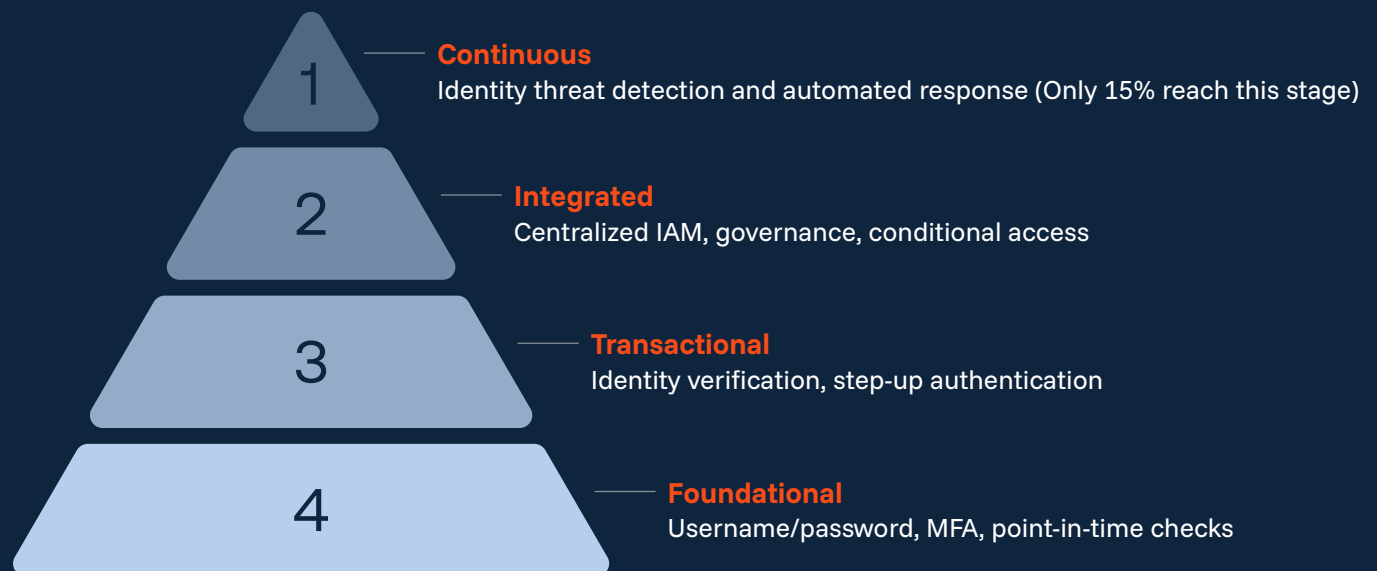 1
Continuous
Identity threat detection and automated response (Only 15% reach this stage)
2
Integrated
Centralized IAM, governance, conditional access
3
Transactional
Identity verification, step-up authentication
4
Foundational
Username/password, MFA, point-in-time checks